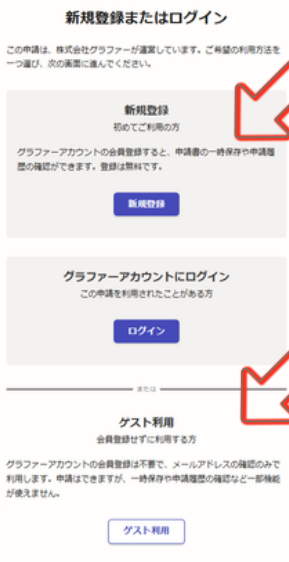 新規登録またはログイン
この申請は、株式会社グラファーが運営しています。ご希望の利用方法を
一つ選び、次の画面に進んでください。
新規登録
初めてご利用の方
グラファーアカウントの会員登録すると、申請書の一時保存や申請履
歴の確認ができます。登録は無料です。
新規登録
グラファーアカウントにログイン
この申請を利用されたことがある方
ログイン
または
ゲスト利用
会員登録せずに利用する方
グラファーアカウントの会員登録は不要で、メールアドレスの確認のみで
利用します。申請はできますが、一時保存や申請履歴の確認など一部機能
が使えません。
ゲスト利用